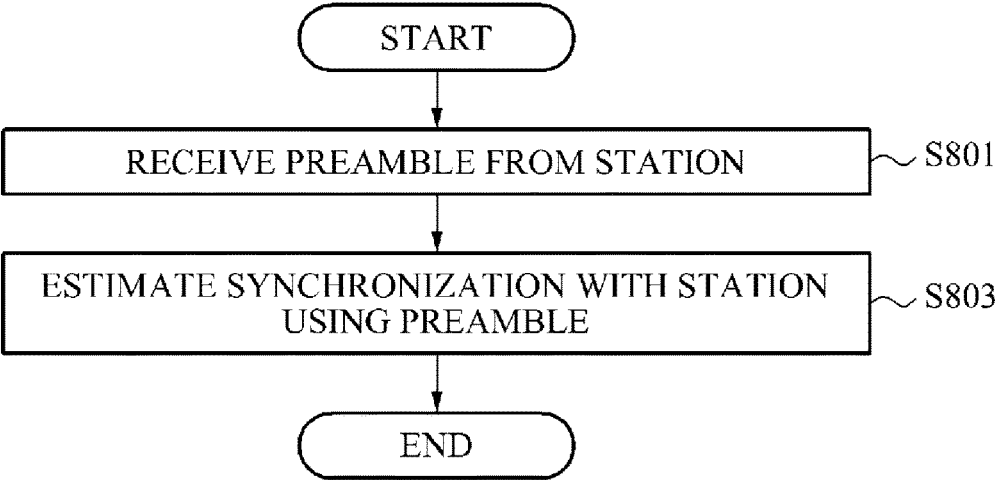 START
RECEIVE PREAMBLE FROM STATION
S801
ESTIMATE SYNCHRONIZATION WITH STATION
USING PREAMBLE
S803
END